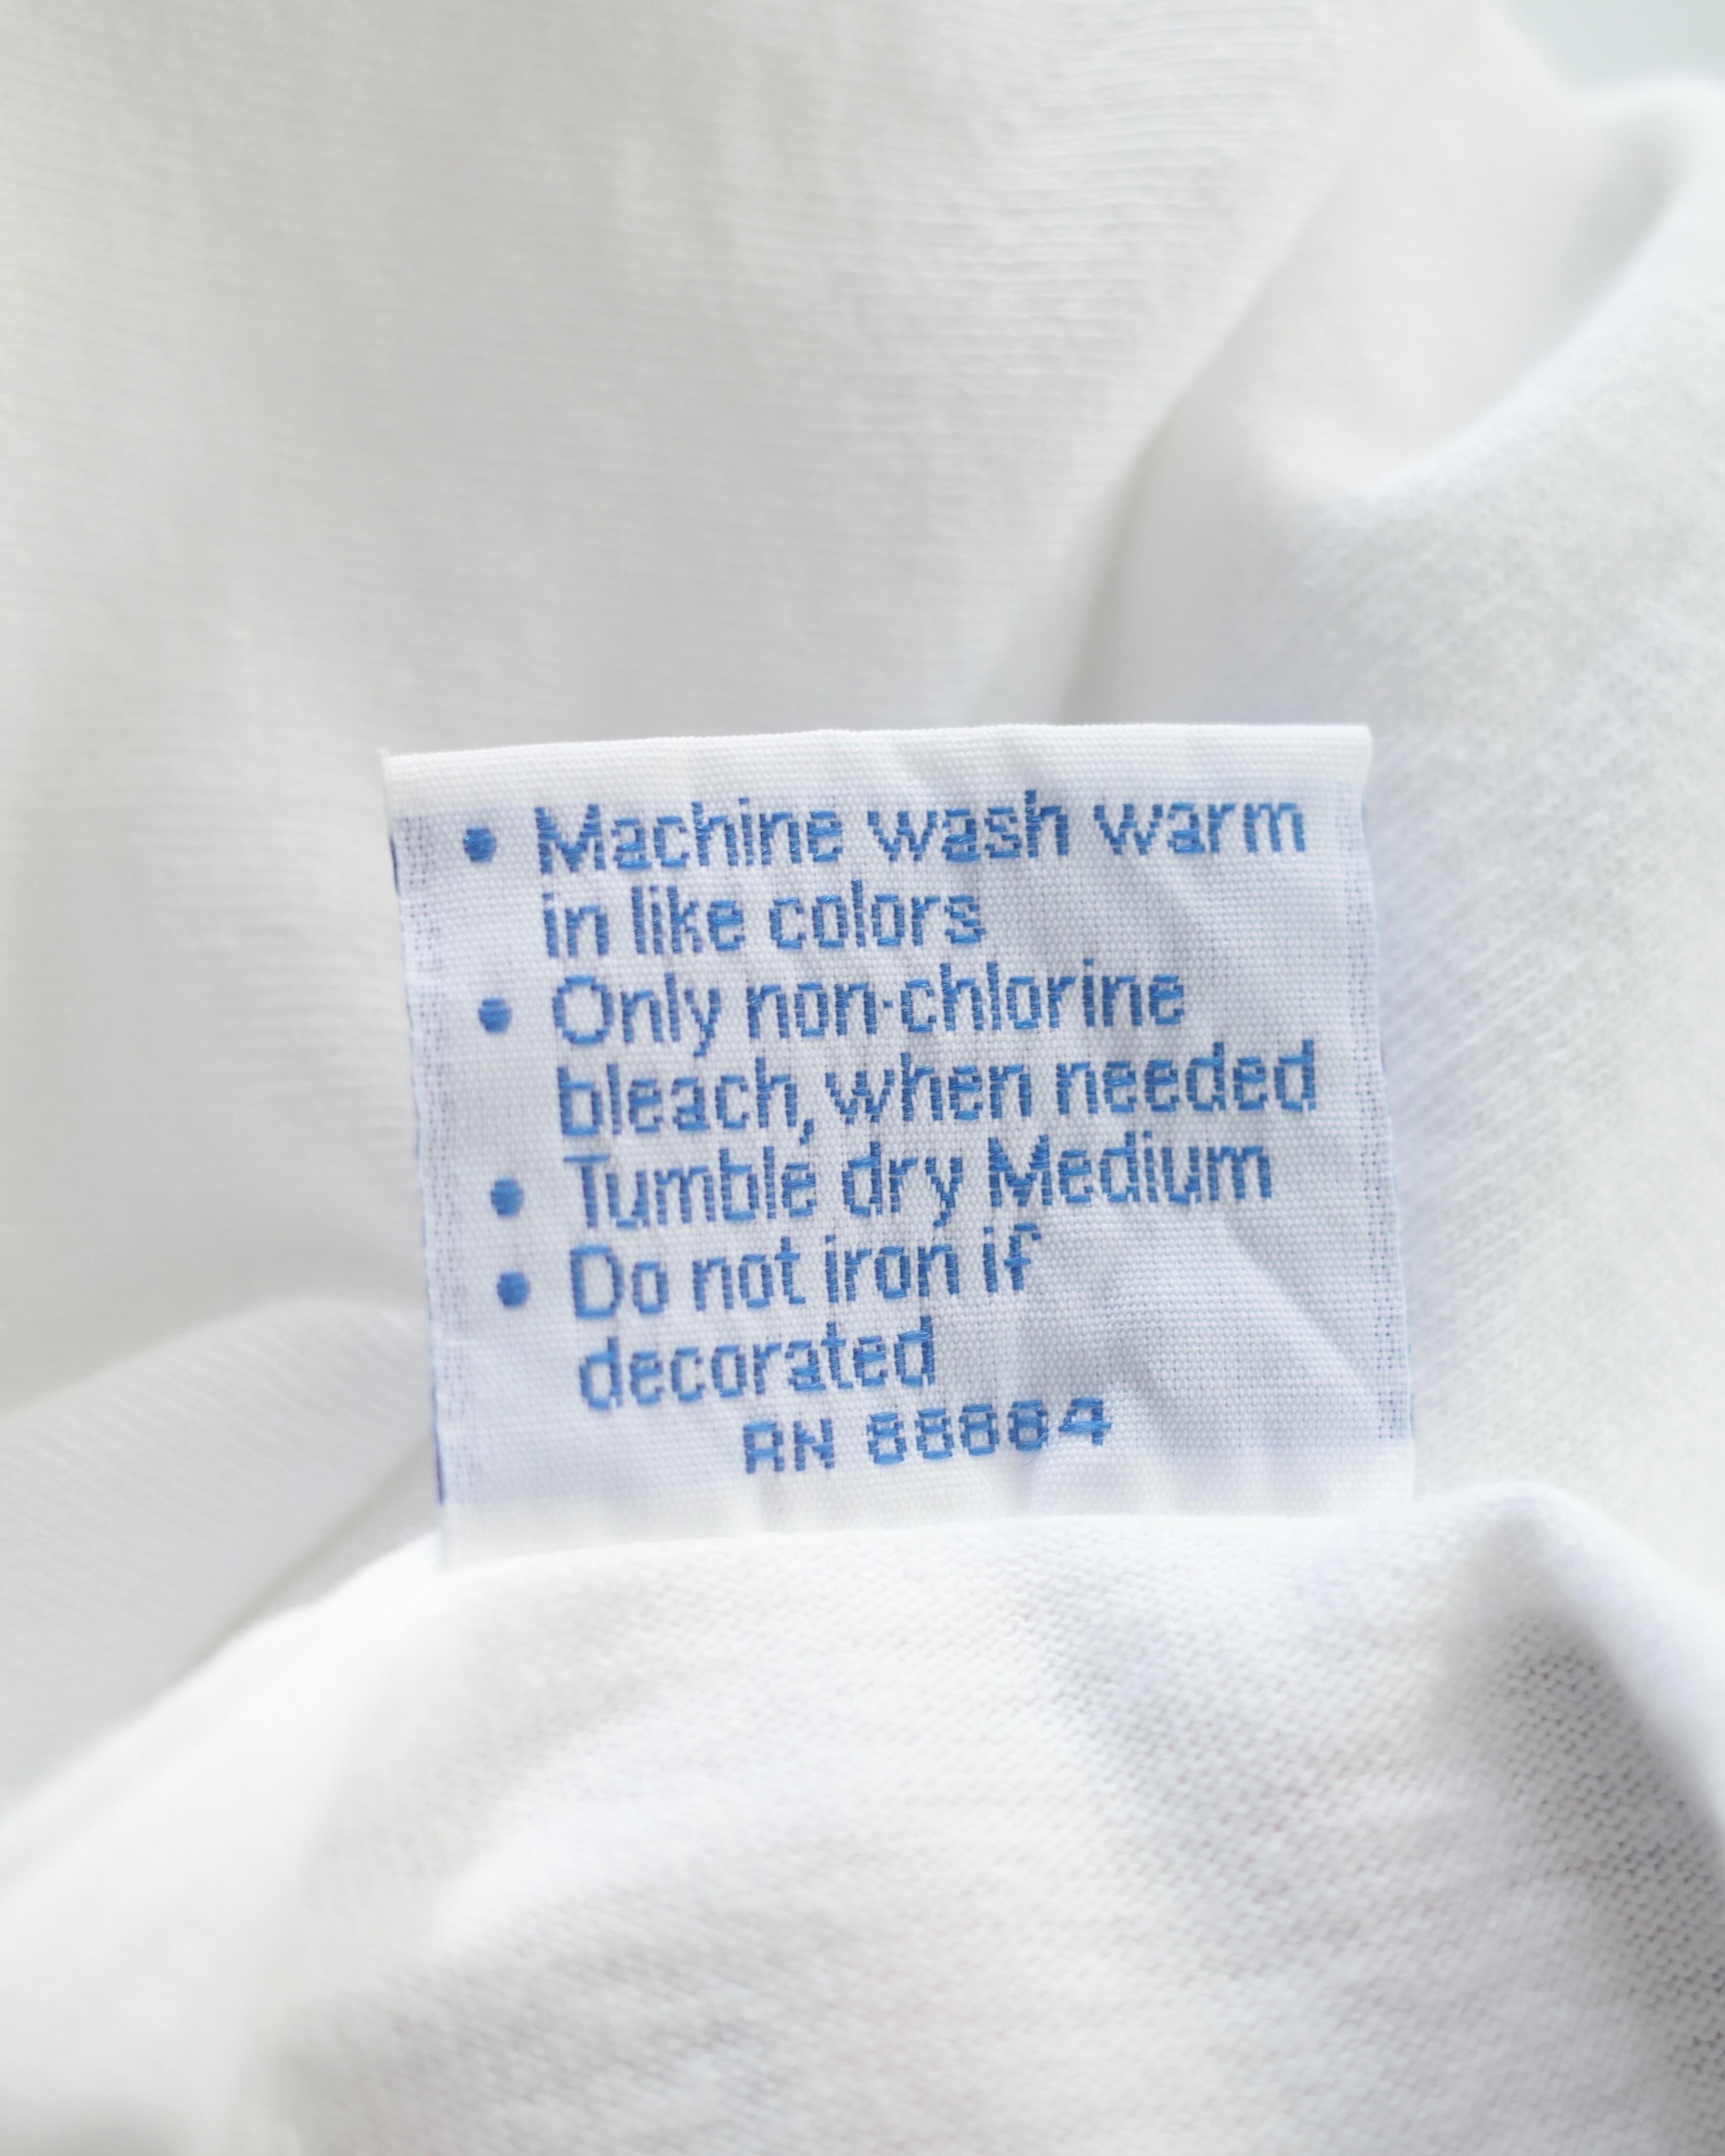 • Machine wash warm
in like colors
• Only non-chlorine
bleach, when needed
• Tumble dry Medium
• Do not iron if
decorated
RN